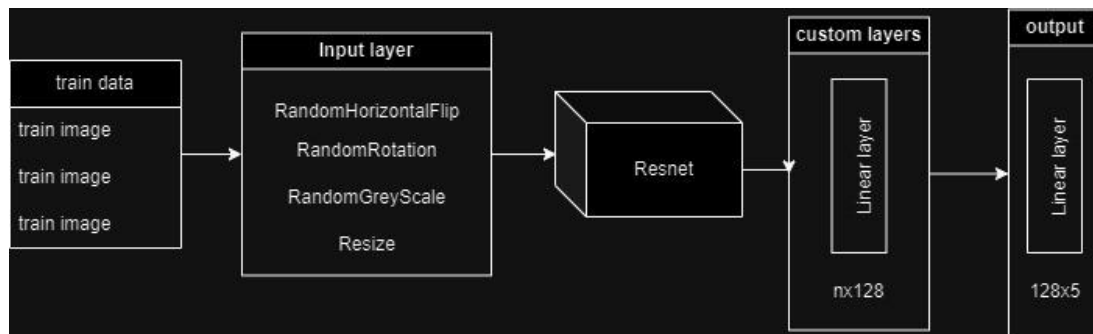 train data
train image
train image
train image
Input layer
RandomHorizontalFlip
RandomRotation
RandomGreyScale
Resize
Resnet
custom layers
Linear layer
nx128
output
Linear layer
128x5